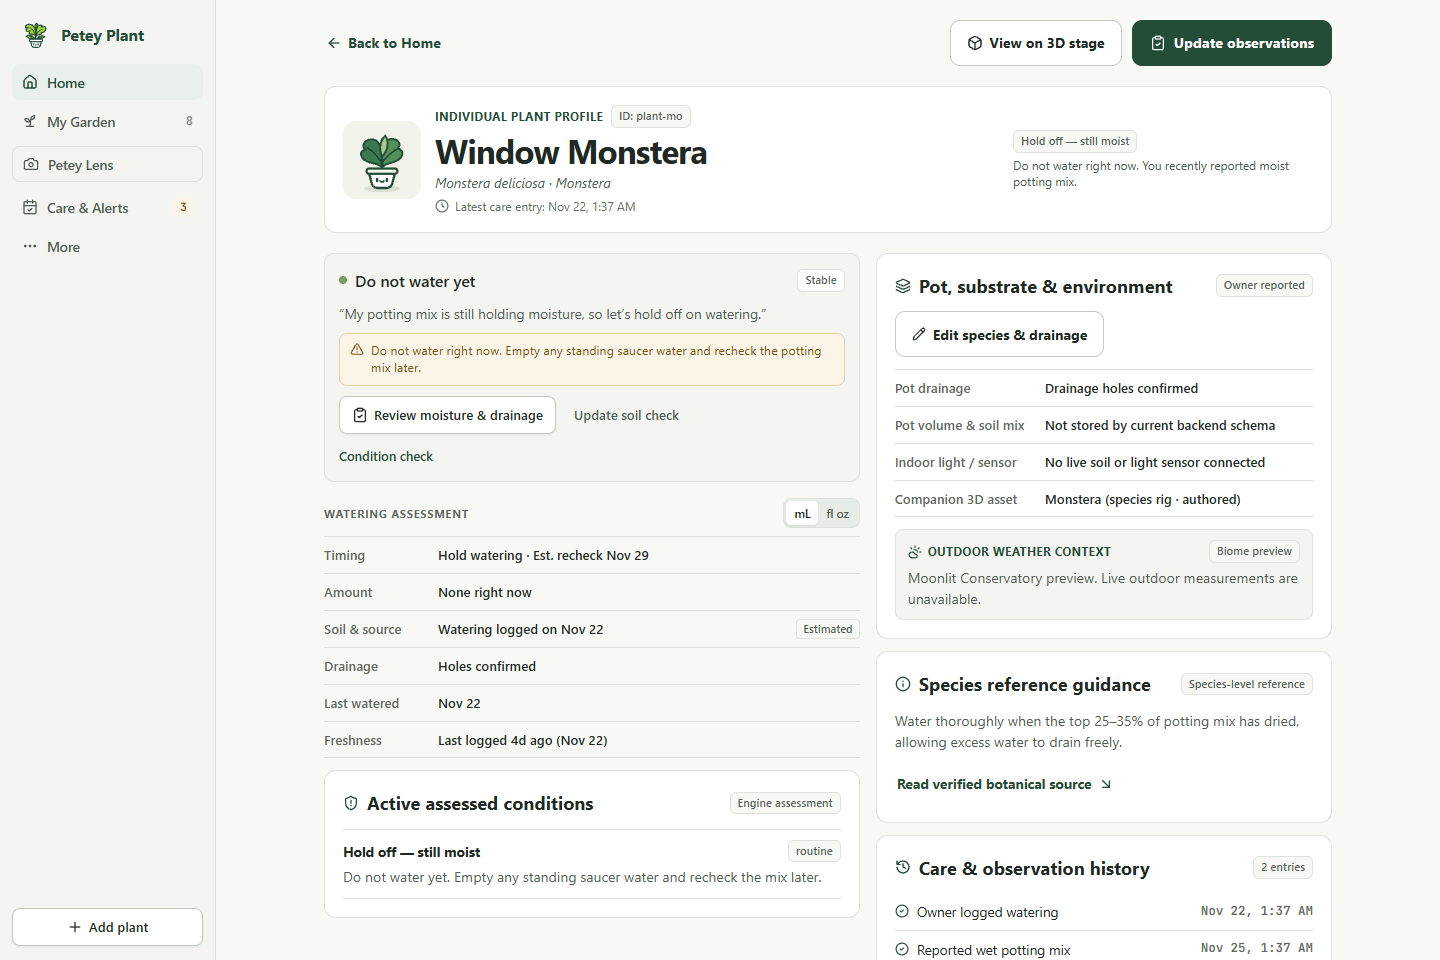 Petey Plant
Home
My Garden 8
Petey Lens
Care & Alerts 3
More
Add plant
Back to Home
View on 3D stage
Update observations
INDIVIDUAL PLANT PROFILE ID: plant-mo
Window Monstera
Monstera deliciosa · Monstera
Latest care entry: Nov 22, 1:37 AM
Hold off — still moist
Do not water right now. You recently reported moist
potting mix.
Do not water yet Stable
“My potting mix is still holding moisture, so let’s hold off on watering.”
Do not water right now. Empty any standing saucer water and recheck the potting
mix later.
Review moisture & drainage Update soil check
Condition check
WATERING ASSESSMENT mL fl oz
Timing Hold watering · Est. recheck Nov 29
Amount None right now
Soil & source Watering logged on Nov 22 Estimated
Drainage Holes confirmed
Last watered Nov 22
Freshness Last logged 4d ago (Nov 22)
Active assessed conditions Engine assessment
Hold off — still moist routine
Do not water yet. Empty any standing saucer water and recheck the mix later.
Pot, substrate & environment Owner reported
Edit species & drainage
Pot drainage Drainage holes confirmed
Pot volume & soil mix Not stored by current backend schema
Indoor light / sensor No live soil or light sensor connected
Companion 3D asset Monstera (species rig · authored)
OUTDOOR WEATHER CONTEXT Biome preview
Moonlit Conservatory preview. Live outdoor measurements are
unavailable.
Species reference guidance Species-level reference
Water thoroughly when the top 25–35% of potting mix has dried,
allowing excess water to drain freely.
Read verified botanical source
Care & observation history 2 entries
Owner logged watering Nov 22, 1:37 AM
Reported wet potting mix Nov 25, 1:37 AM